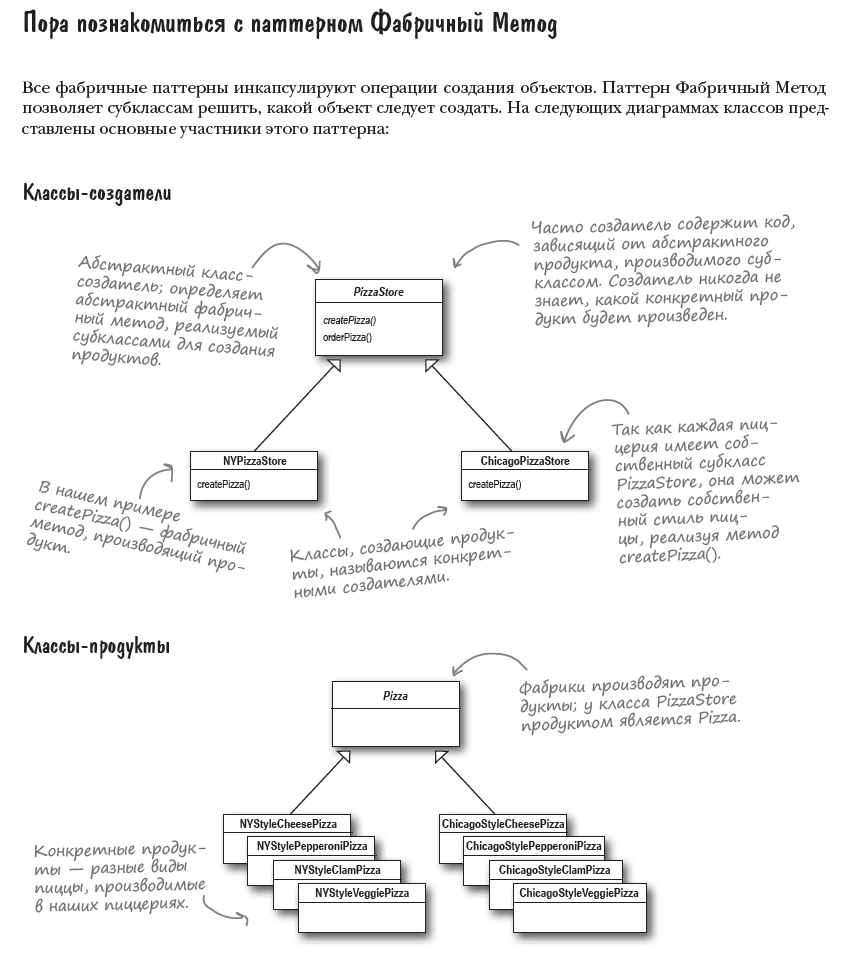 Пора познакомиться с паттерном Фабричный Метод
Все фабричные паттерны инкапсулируют операции создания объектов. Паттерн Фабричный Метод
позволяет субклассам решить, какой объект следует создать. На следующих диаграммах классов пред-
ставлены основные участники этого паттерна:
Классы-создатели
Абстрактный класс-
создатель; определяет
абстрактный фабрич-
ный метод, реализуемый
субклассами для создания
продуктов.
PizzaStore
createPizza()
orderPizza()
Часто создатель содержит код,
зависящий от абстрактного
продукта, производимого суб-
классом. Создатель никогда не
знает, какой конкретный про-
дукт будет произведен.
NYPizzaStore
createPizza()
ChicagoPizzaStore
createPizza()
Так как каждая пиц-
церия имеет соб-
ственный субкласс
PizzaStore, она может
создать собствен-
ный стиль пиц-
цы, реализуя метод
createPizza().
В нашем примере
createPizza() — фабричный
метод, производящий про-
дукт.
Классы, создающие продук-
ты, называются конкрет-
ными создателями.
Классы-продукты
Pizza
Фабрики производят про-
дукты; у класса PizzaStore
продуктом является Pizza.
NYStyleCheesePizza
NYStylePepperoniPizza
NYStyleClamPizza
NYStyleVeggiePizza
ChicagoStyleCheesePizza
ChicagoStylePepperoniPizza
ChicagoStyleClamPizza
ChicagoStyleVeggiePizza
Конкретные продук-
ты — разные виды
пиццы, производимые
в наших пиццериях.